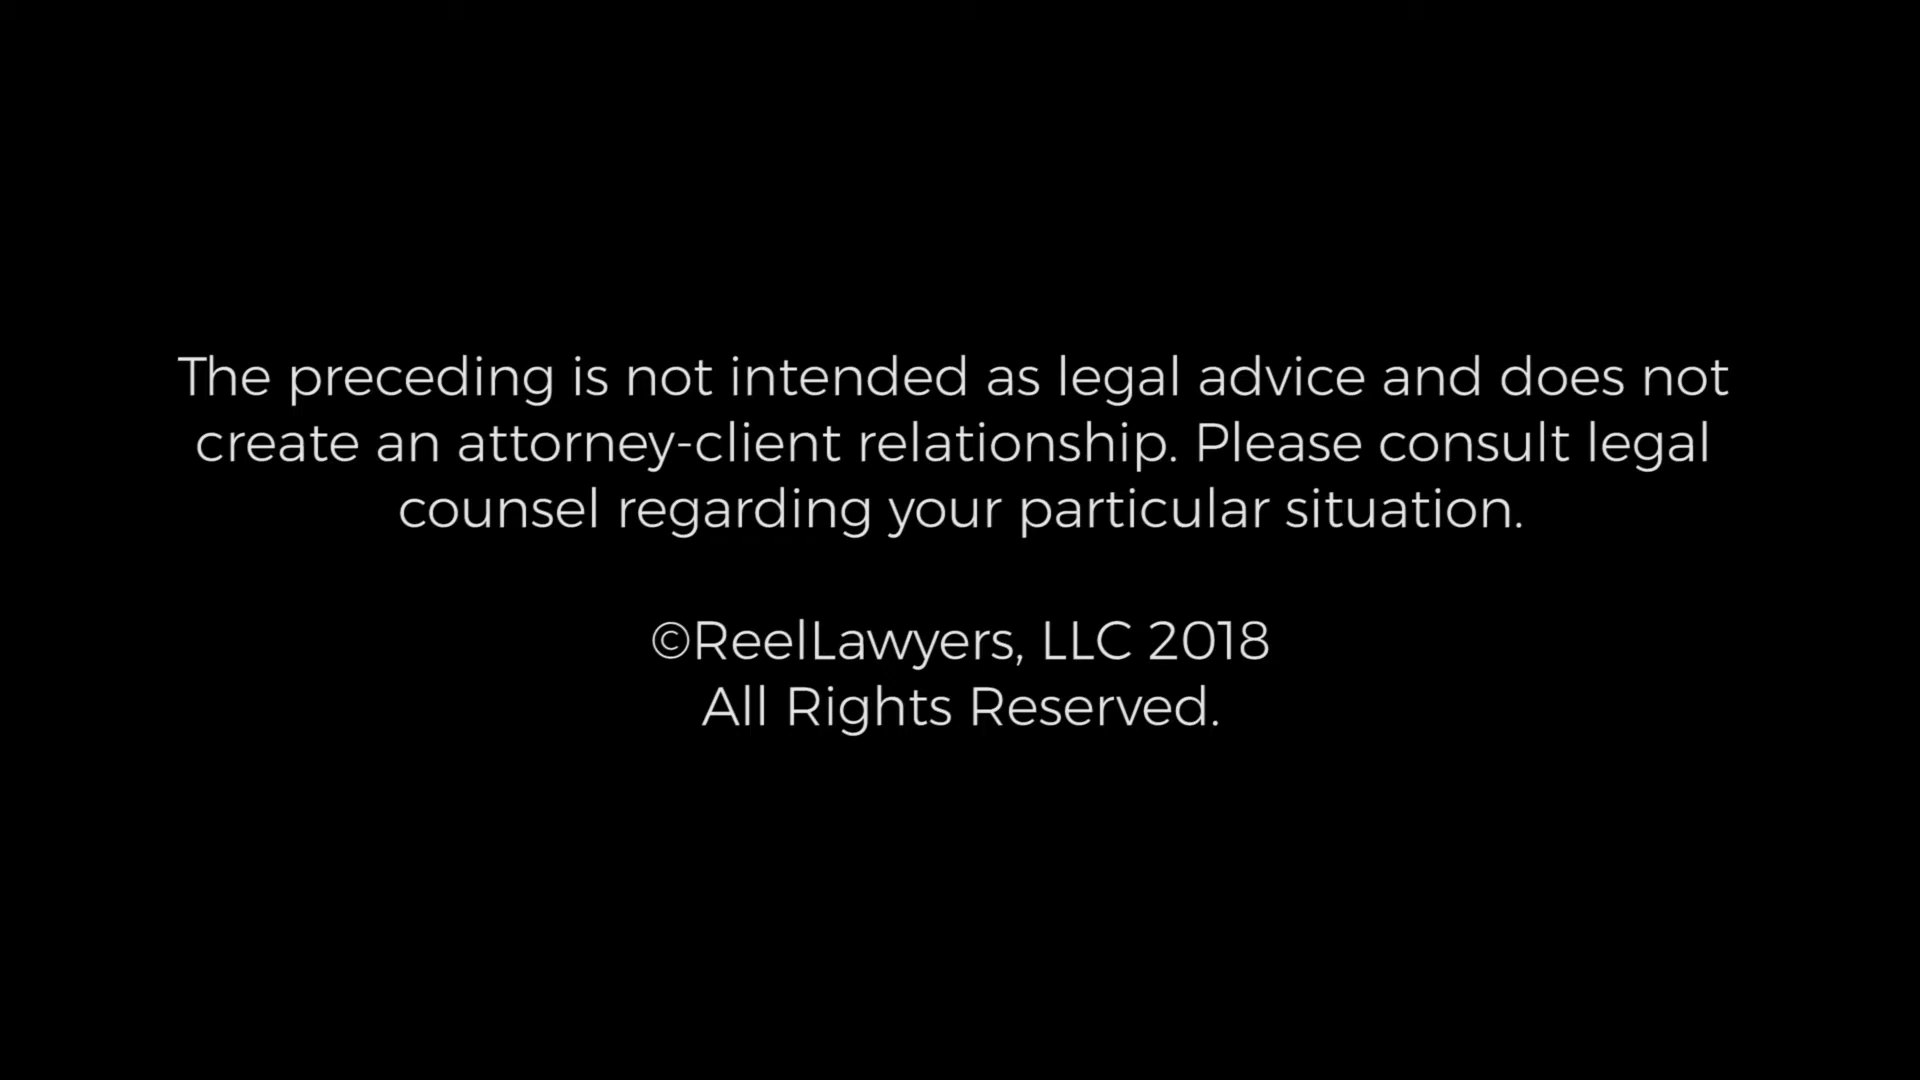 The preceding is not intended as legal advice and does not
create an attorney-client relationship. Please consult legal
counsel regarding your particular situation.
©ReelLawyers, LLC 2018
All Rights Reserved.